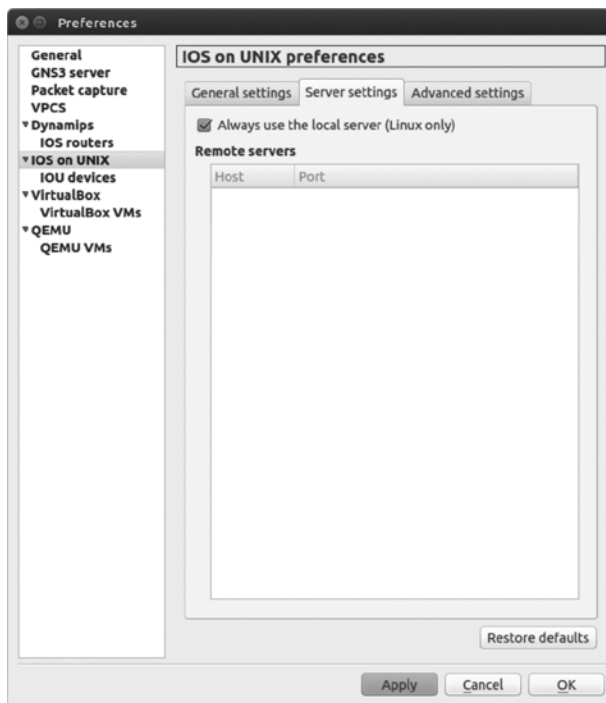 Preferences
General
GNS3 server
Packet capture
VPCS
Dynamips
IOS routers
IOS on UNIX
IOU devices
VirtualBox
VirtualBox VMs
QEMU
QEMU VMs
IOS on UNIX preferences
General settings Server settings Advanced settings
Always use the local server (Linux only)
Remote servers
Host Port
Restore defaults
Apply Cancel OK